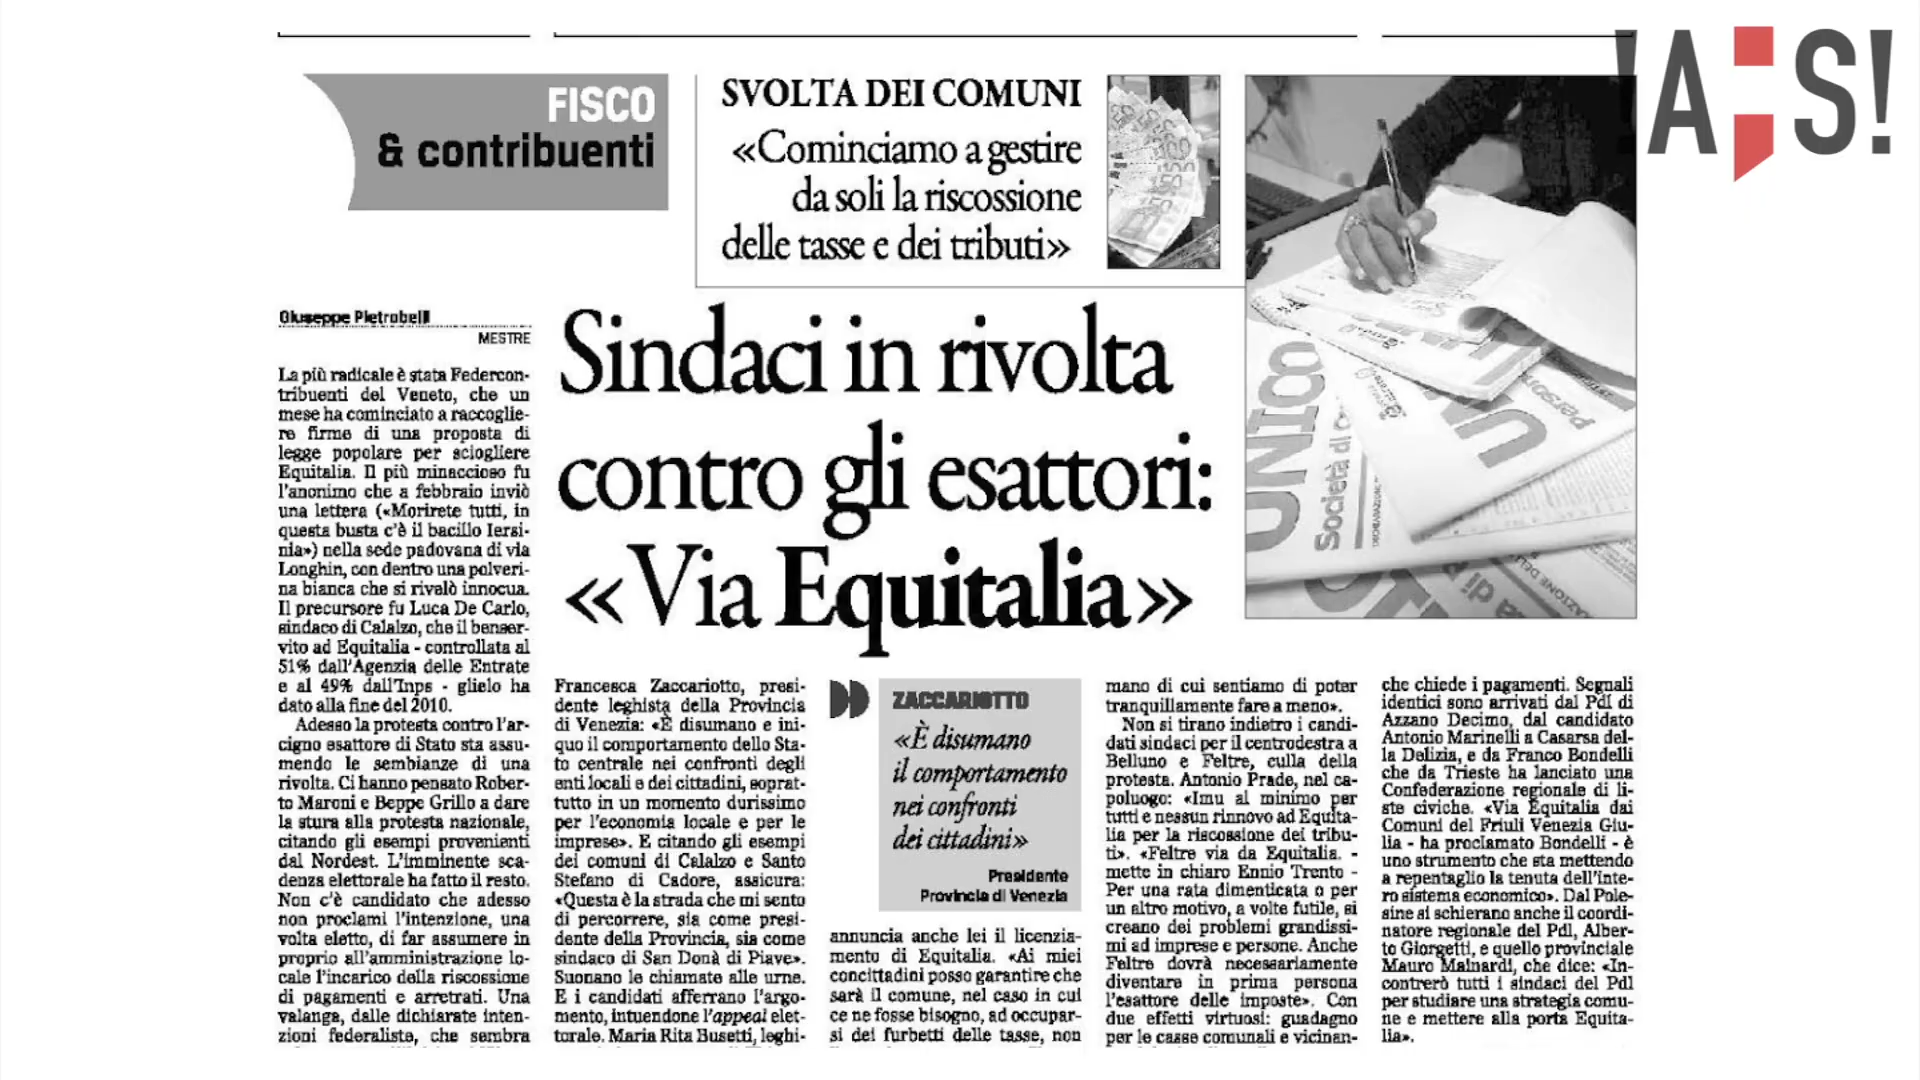 !A S!
FISCO
& contribuenti
SVOLTA DEI COMUNI
«Cominciamo a gestire
da soli la riscossione
delle tasse e dei tributi»
UNICO
Società di
Giuseppe Pietrobelli
MESTRE
Sindaci in rivolta
contro gli esattori:
«Via Equitalia»
La più radicale è stata Federcon-
tribuenti del Veneto, che un
mese ha cominciato a raccoglie-
re firme di una proposta di
legge popolare per sciogliere
Equitalia. Il più minaccioso fu
l'anonimo che a febbraio inviò
una lettera («Morirete tutti, in
questa busta c'è il bacillo Iersi-
nia») nella sede padovana di via
Longhin, con dentro una polveri-
na bianca che si rivelò innocua.
Il precursore fu Luca De Carlo,
sindaco di Calalzo, che il benser-
vito ad Equitalia - controllata al
51% dall'Agenzia delle Entrate
e al 49% dall'Inps - glielo ha
dato alla fine del 2010.
Adesso la protesta contro l'ar-
cigno esattore di Stato sta assu-
mendo le sembianze di una
rivolta. Ci hanno pensato Rober-
to Maroni e Beppe Grillo a dare
la stura alla protesta nazionale,
citando gli esempi provenienti
dal Nordest. L'imminente sca-
denza elettorale ha fatto il resto.
Non c'è candidato che adesso
non proclami l'intenzione, una
volta eletto, di far assumere in
proprio all'amministrazione lo-
cale l'incarico della riscossione
di pagamenti e arretrati. Una
valanga, dalle dichiarate inten-
zioni federaliste, che sembra
Francesca Zaccariotto, presi-
dente leghista della Provincia
di Venezia: «È disumano e ini-
quo il comportamento dello Sta-
to centrale nei confronti degli
enti locali e dei cittadini, soprat-
tutto in un momento durissimo
per l'economia locale e per le
imprese». E citando gli esempi
dei comuni di Calalzo e Santo
Stefano di Cadore, assicura:
«Questa è la strada che mi sento
di percorrere, sia come presi-
dente della Provincia, sia come
sindaco di San Donà di Piave».
Suonano le chiamate alle urne.
E i candidati afferrano l'argo-
mento, intuendone l'appeal elet-
torale. Maria Rita Busetti, leghi-
ZACCARIOTTO
«È disumano
il comportamento
nei confronti
dei cittadini»
Presidente
Provincia di Venezia
annuncia anche lei il licenzia-
mento di Equitalia. «Ai miei
concittadini posso garantire che
sarà il comune, nel caso in cui
ce ne fosse bisogno, ad occupar-
si dei furbetti delle tasse, non
mano di cui sentiamo di poter
tranquillamente fare a meno».
Non si tirano indietro i candi-
dati sindaci per il centrodestra a
Belluno e Feltre, culla della
protesta. Antonio Prade, nel ca-
poluogo: «Imu al minimo per
tutti e nessun rinnovo ad Equita-
lia per la riscossione dei tribu-
ti». «Feltre via da Equitalia. -
mette in chiaro Ennio Trento -
Per una rata dimenticata o per
un altro motivo, a volte futile, si
creano dei problemi grandissi-
mi ad imprese e persone. Anche
Feltre dovrà necessariamente
diventare in prima persona
l'esattore delle imposte». Con
due effetti virtuosi: guadagno
per le casse comunali e vicinan-
che chiede i pagamenti. Segnali
identici sono arrivati dal Pdl di
Azzano Decimo, dal candidato
Antonio Marinelli a Casarsa del-
la Delizia, e da Franco Bondelli
che da Trieste ha lanciato una
Confederazione regionale di li-
ste civiche. «Via Equitalia dai
Comuni del Friuli Venezia Giu-
lia - ha proclamato Bondelli - è
uno strumento che sta mettendo
a repentaglio la tenuta dell'inte-
ro sistema economico». Dal Pole-
sine si schierano anche il coordi-
natore regionale del Pdl, Alber-
to Giorgetti, e quello provinciale
Mauro Mainardi, che dice: «In-
contrerò tutti i sindaci del Pdl
per studiare una strategia comu-
ne e mettere alla porta Equita-
lia».